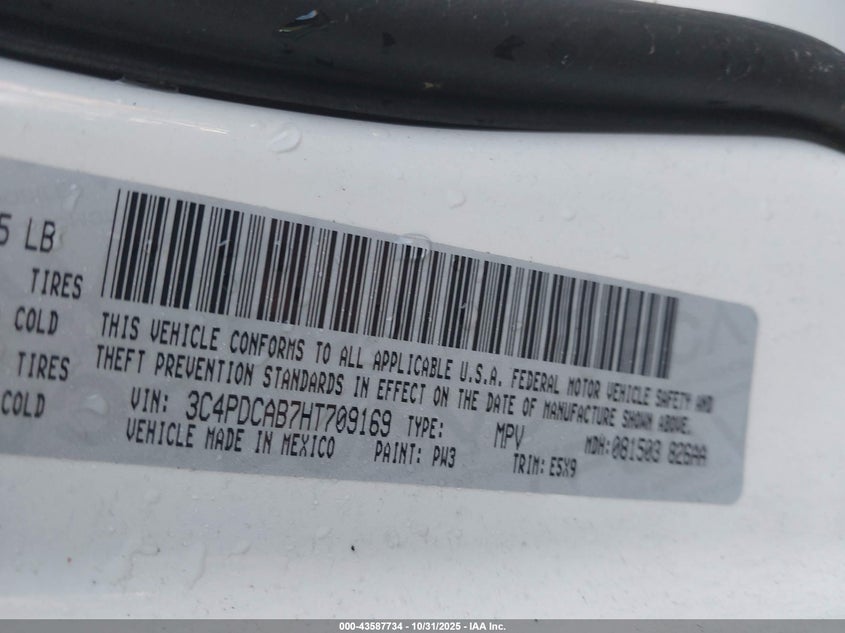 5 LB
TIRES
COLD
TIRES
COLD
THIS VEHICLE CONFORMS TO ALL APPLICABLE U.S.A. FEDERAL MOTOR VEHICLE SAFETY AND
THEFT PREVENTION STANDARDS IN EFFECT ON THE DATE OF MANUFACTURE SHOWN ABOVE.
VIN: 3C4PDCAB7HT709169 TYPE: MPV MDH:081503 826AA
VEHICLE MADE IN MEXICO PAINT: PW3 TRIM: E5X9
000-43587734 - 10/31/2025 - IAA Inc.